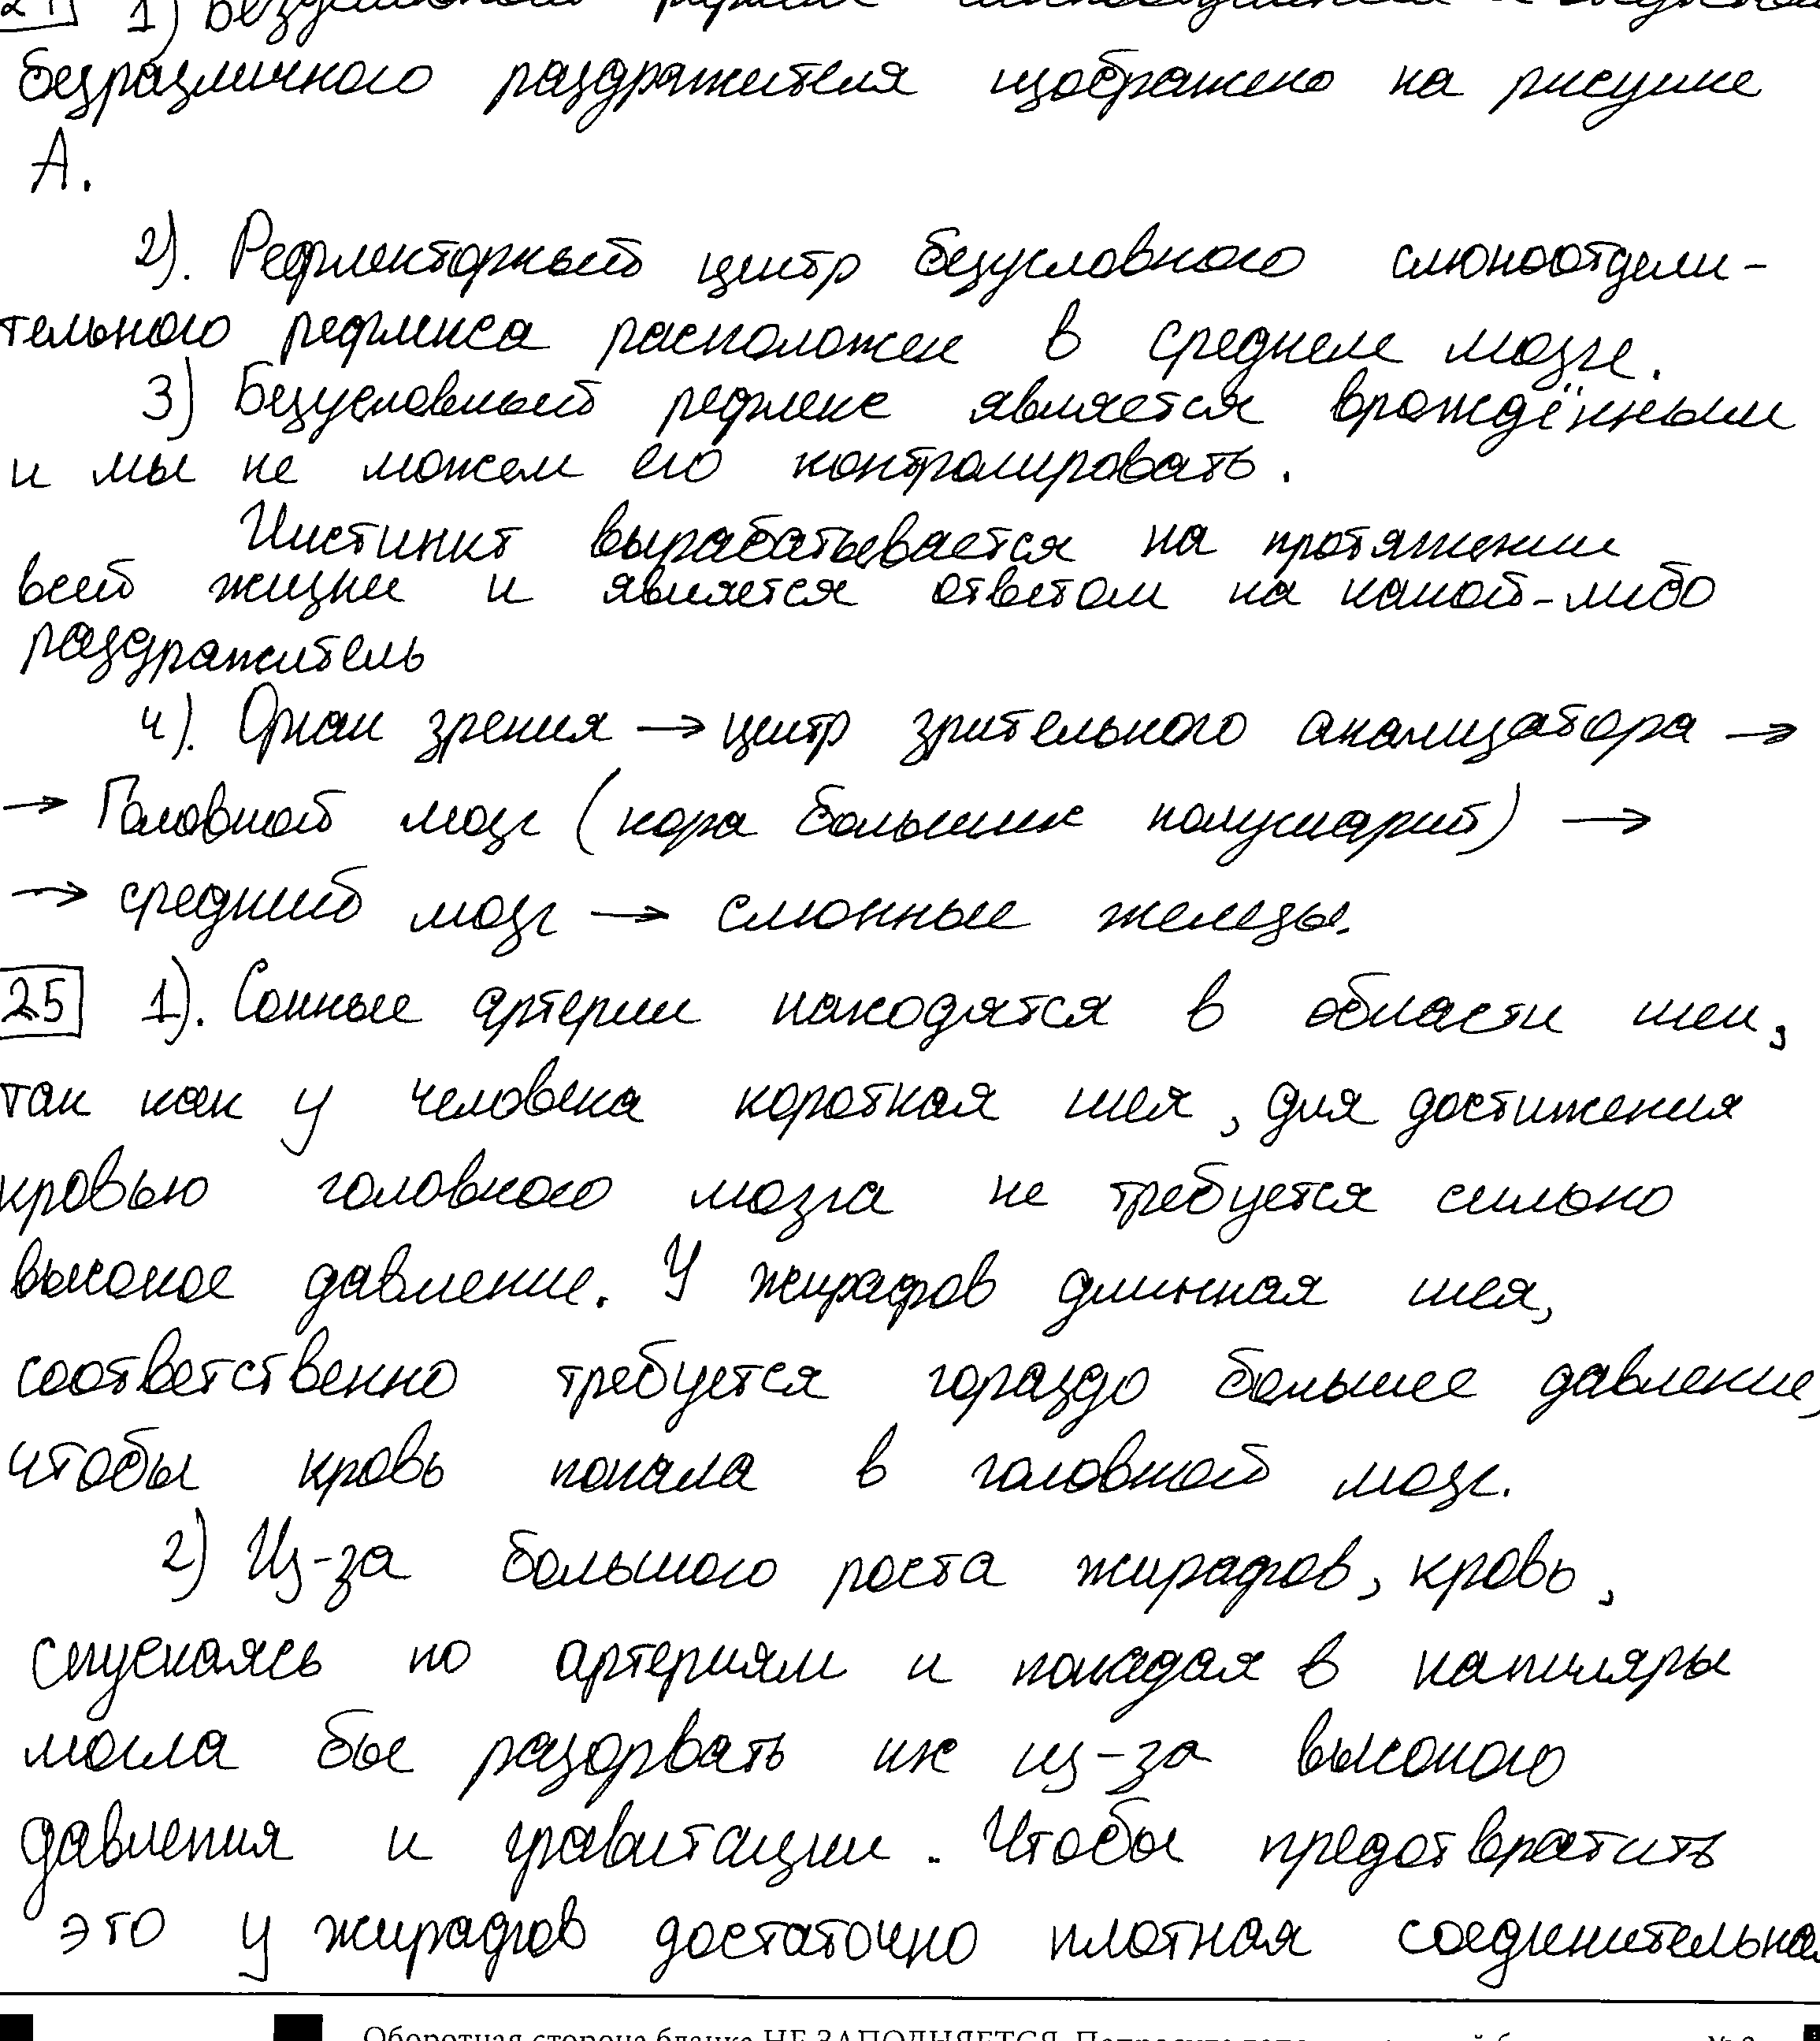 24 1) Безусловный рефлекс
безразличного раздражителя изображено на рисунке
А.
2). Рефлекторный центр безусловного слюноотдели-
тельного рефлекса расположен в среднем мозге.
3) Безусловный рефлекс является врождённым
и мы не можем его контролировать.
Инстинкт вырабатывается на протяжении
всей жизни и является ответом на какой-либо
раздражитель
4). Орган зрения → центр зрительного анализатора →
→ Головной мозг (кора больших полушарий) →
→ средний мозг → слюнные железы.
25 1). Сонные артерии находятся в области шеи,
так как у человека короткая шея, для достижения
кровью головного мозга не требуется сильно
высокое давление. У жирафов длинная шея,
соответственно требуется гораздо большее давление,
чтобы кровь попала в головной мозг.
2) Из-за большого роста жирафов, кровь,
спускаясь по артериям и попадая в капиляры
могла бы разорвать их из-за высокого
давления и гравитации. Чтобы предотвратить
это у жирафов достаточно плотная соединительная
Оборотная сторона бланка НЕ ЗАПОЛНЯЕТСЯ.